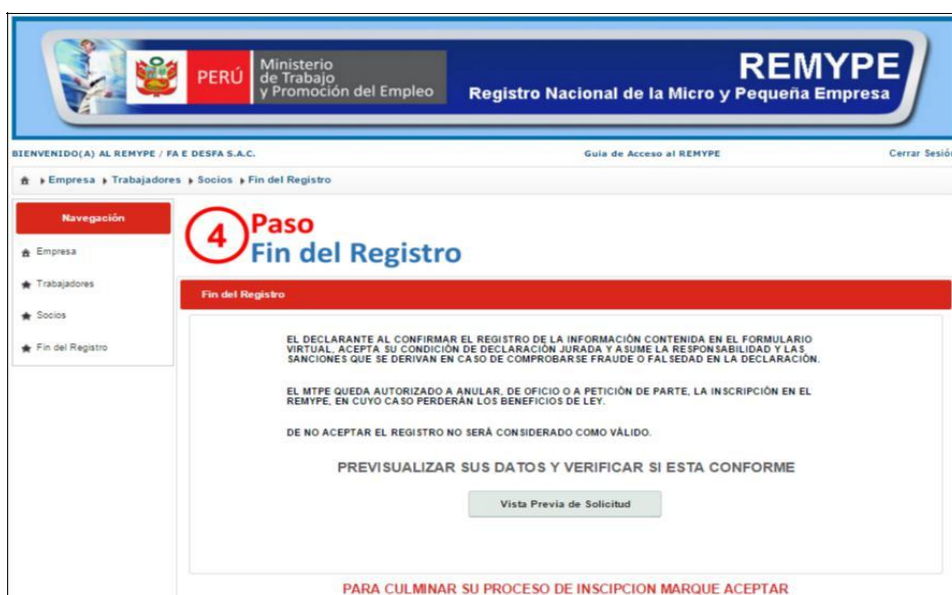 PERÚ
Ministerio
de Trabajo
y Promoción del Empleo
REMYPE
Registro Nacional de la Micro y Pequeña Empresa
BIENVENIDO(A) AL REMYPE / FA E DESFA S.A.C.
Guia de Acceso al REMYPE
Cerrar Sesión
Empresa Trabajadores Socios Fin del Registro
Navegación
Empresa
Trabajadores
Socios
Fin del Registro
4 Paso
Fin del Registro
Fin del Registro
EL DECLARANTE AL CONFIRMAR EL REGISTRO DE LA INFORMACIÓN CONTENIDA EN EL FORMULARIO
VIRTUAL, ACEPTA SU CONDICIÓN DE DECLARACIÓN JURADA Y ASUME LA RESPONSABILIDAD Y LAS
SANCIONES QUE SE DERIVAN EN CASO DE COMPROBARSE FRAUDE O FALSEDAD EN LA DECLARACIÓN.
EL MTPE QUEDA AUTORIZADO A ANULAR, DE OFICIO O A PETICIÓN DE PARTE, LA INSCRIPCIÓN EN EL
REMYPE, EN CUYO CASO PERDERÁN LOS BENEFICIOS DE LEY.
DE NO ACEPTAR EL REGISTRO NO SERÁ CONSIDERADO COMO VÁLIDO.
PREVISUALIZAR SUS DATOS Y VERIFICAR SI ESTA CONFORME
Vista Previa de Solicitud
PARA CULMINAR SU PROCESO DE INSCIPCION MARQUE ACEPTAR